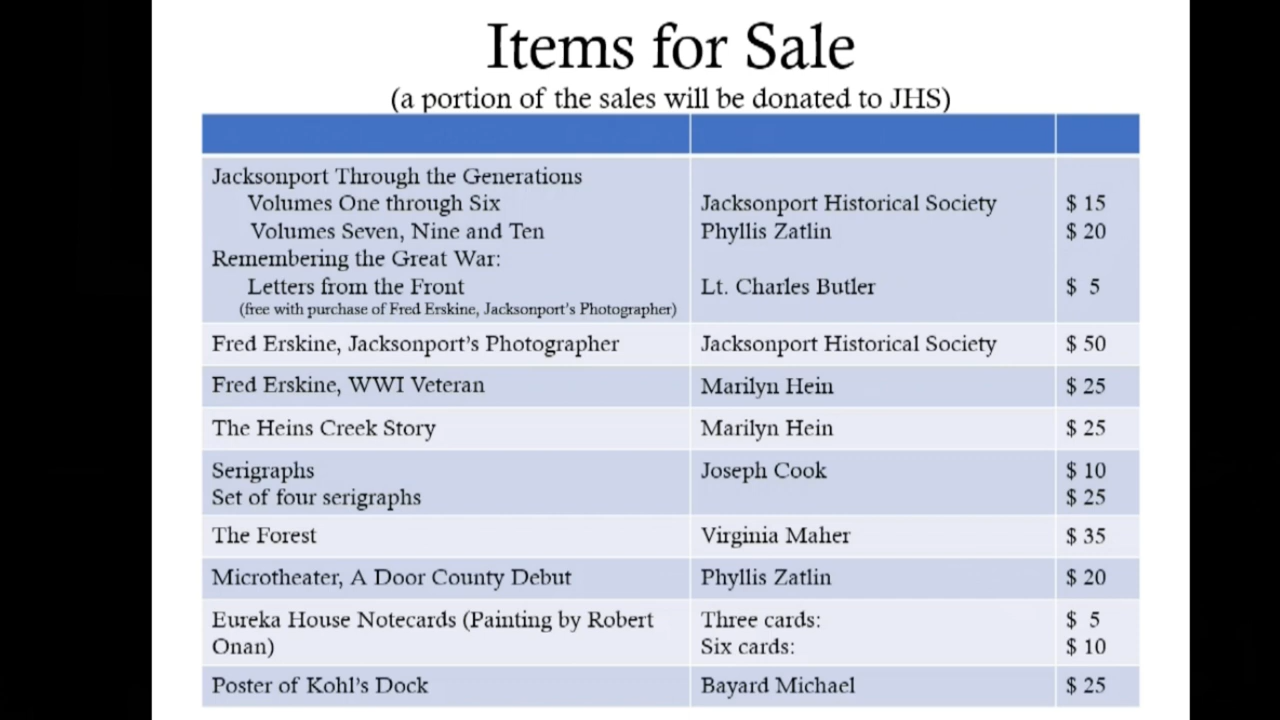 Items for Sale
(a portion of the sales will be donated to JHS)
Jacksonport Through the Generations
Volumes One through Six Jacksonport Historical Society $ 15
Volumes Seven, Nine and Ten Phyllis Zatlin $ 20
Remembering the Great War:
Letters from the Front Lt. Charles Butler $ 5
(free with purchase of Fred Erskine, Jacksonport's Photographer)
Fred Erskine, Jacksonport's Photographer Jacksonport Historical Society $ 50
Fred Erskine, WWI Veteran Marilyn Hein $ 25
The Heins Creek Story Marilyn Hein $ 25
Serigraphs Joseph Cook $ 10
Set of four serigraphs $ 25
The Forest Virginia Maher $ 35
Microtheater, A Door County Debut Phyllis Zatlin $ 20
Eureka House Notecards (Painting by Robert Three cards: $ 5
Onan) Six cards: $ 10
Poster of Kohl's Dock Bayard Michael $ 25